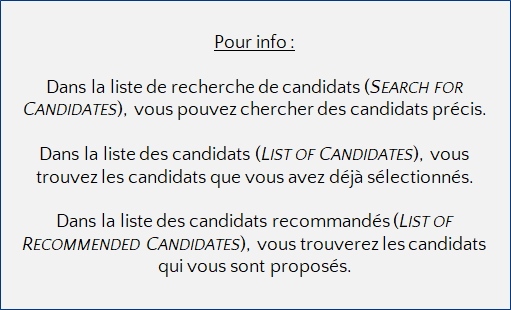 Pour info :
Dans la liste de recherche de candidats (SEARCH FOR
CANDIDATES), vous pouvez chercher des candidats précis.
Dans la liste des candidats (LIST OF CANDIDATES), vous
trouvez les candidats que vous avez déjà sélectionnés.
Dans la liste des candidats recommandés (LIST OF
RECOMMENDED CANDIDATES), vous trouverez les candidats
qui vous sont proposés.